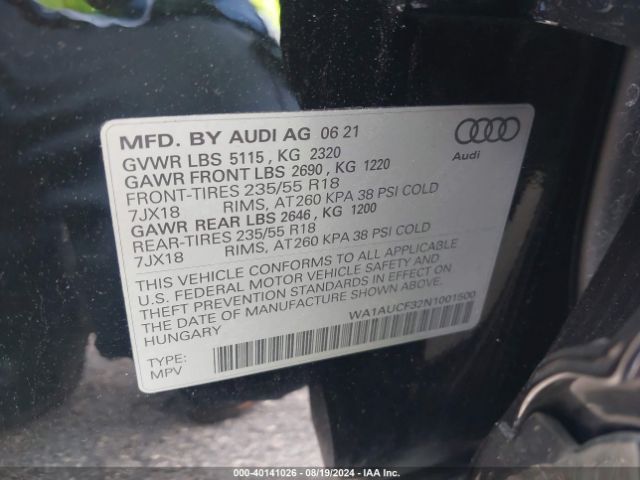 MFD. BY AUDI AG 06 21
GVWR LBS 5115, KG 2320
GAWR FRONT LBS 2690, KG 1220
FRONT-TIRES 235/55 R18
7JX18 RIMS, AT260 KPA 38 PSI COLD
GAWR REAR LBS 2646, KG 1200
REAR-TIRES 235/55 R18
7JX18 RIMS, AT260 KPA 38 PSI COLD
Audi
THIS VEHICLE CONFORMS TO ALL APPLICABLE
U.S. FEDERAL MOTOR VEHICLE SAFETY AND
THEFT PREVENTION STANDARDS IN EFFECT ON
THE DATE OF MANUFACTURE SHOWN ABOVE.
HUNGARY
WA1AUCF32N1001500
TYPE:
MPV
000-40141026 - 08/19/2024 - IAA Inc.